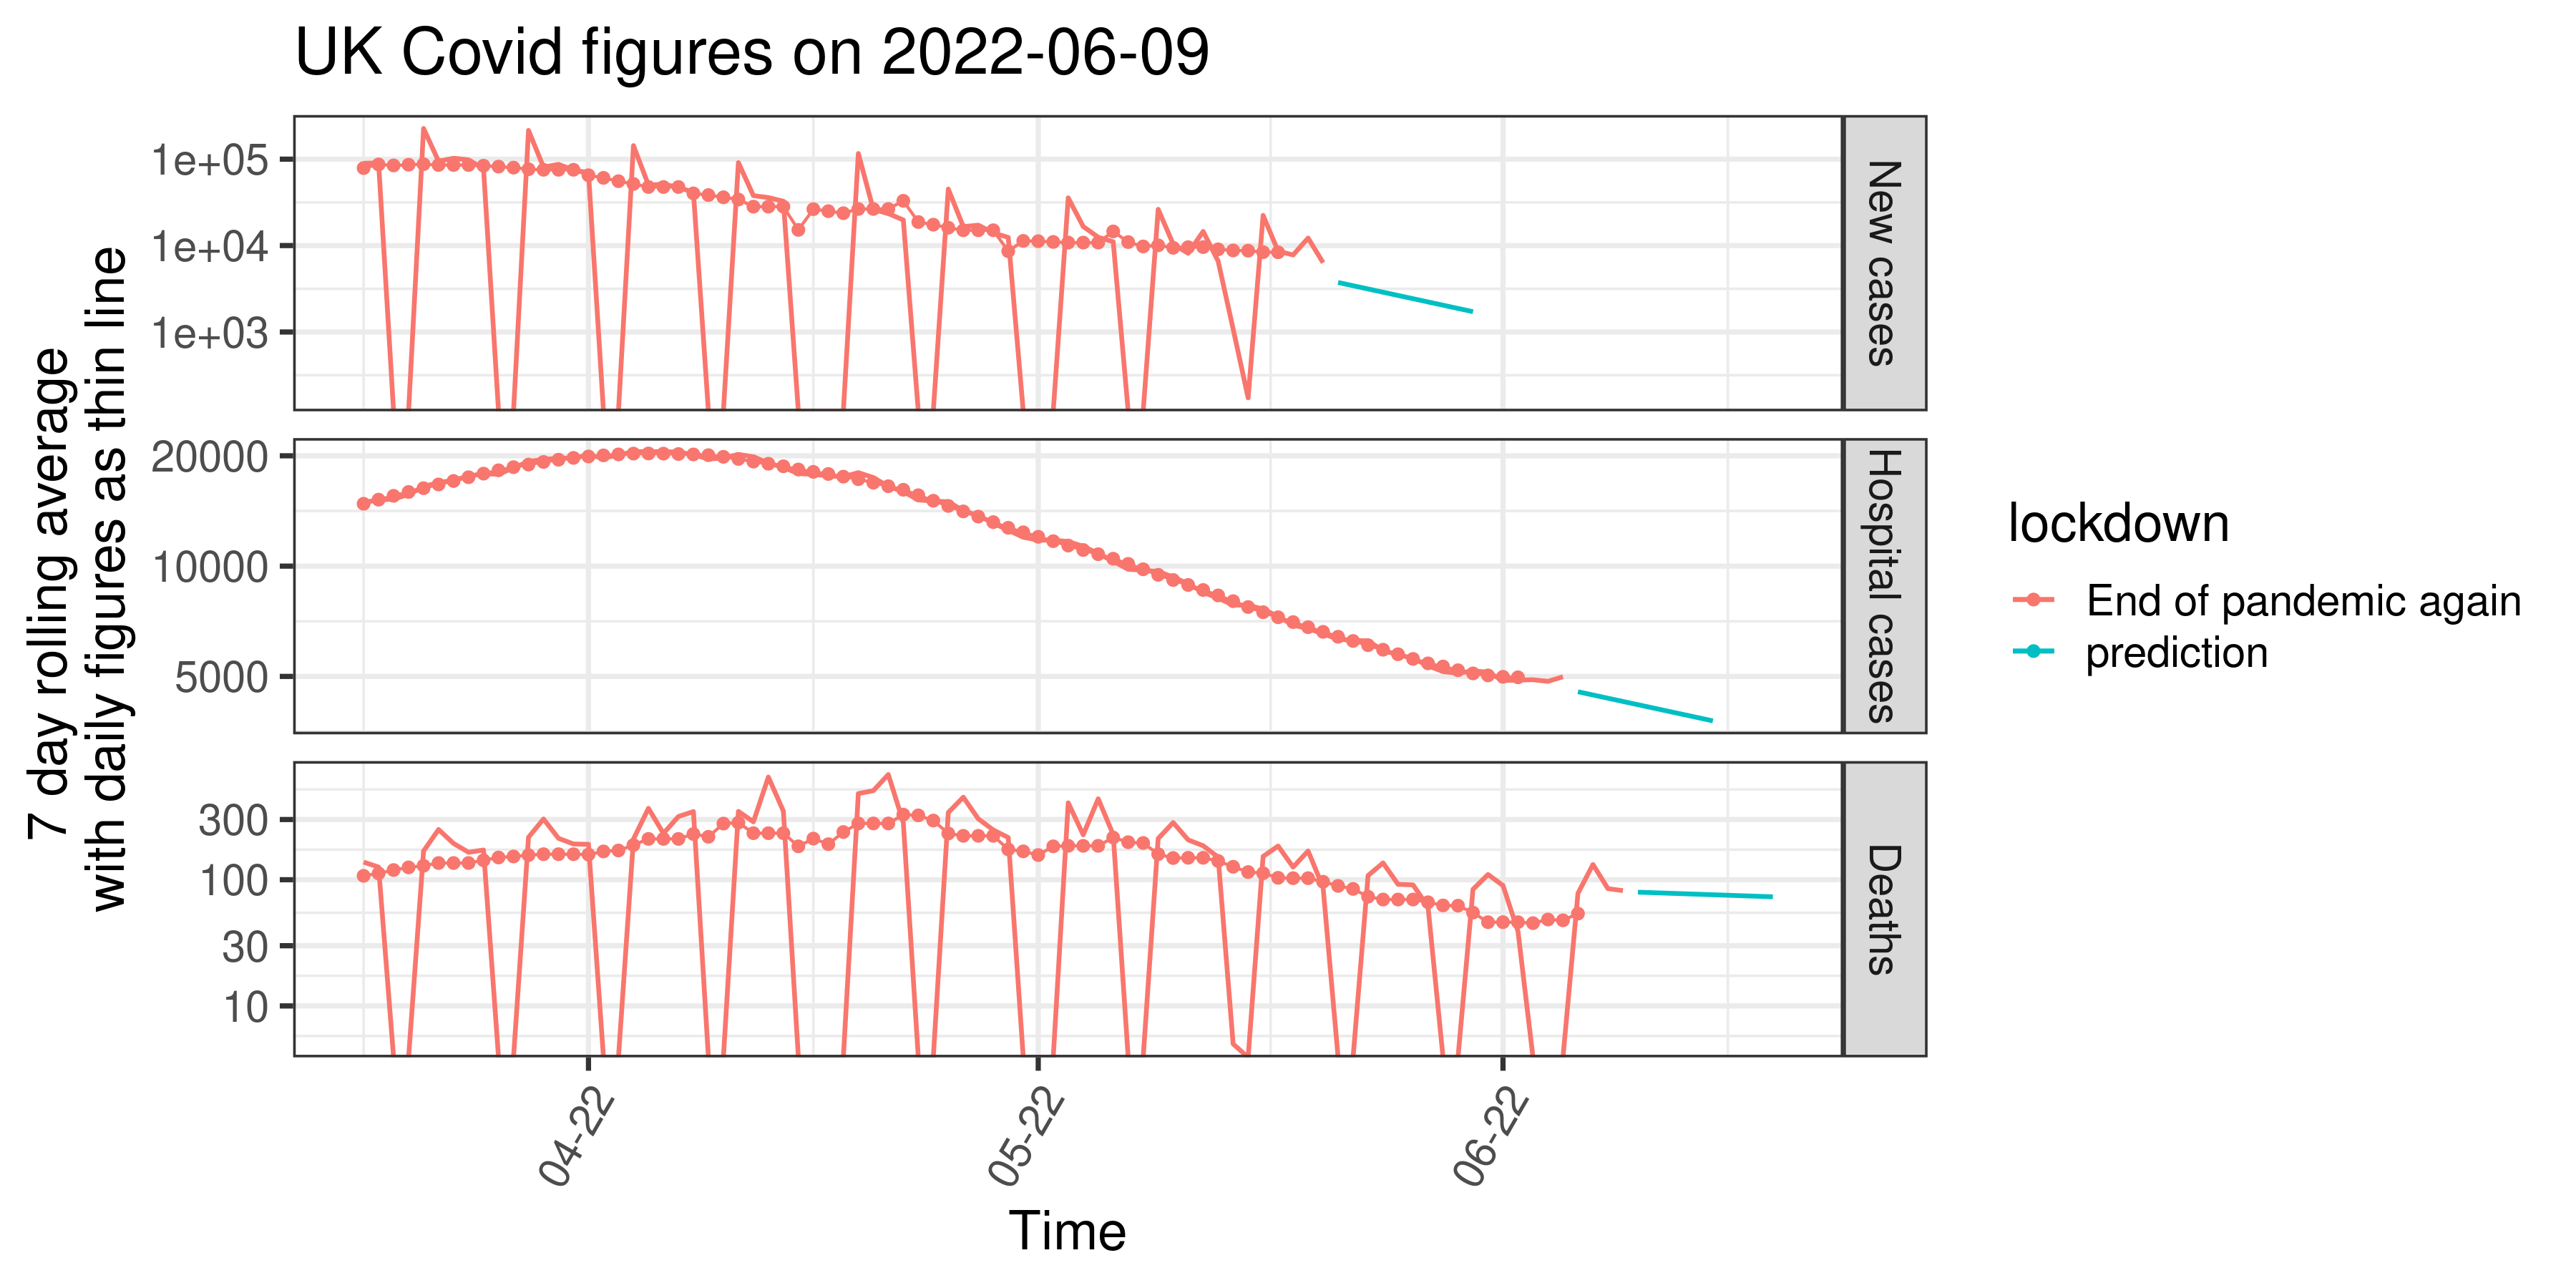 UK Covid figures on 2022-06-09
7 day rolling average
with daily figures as thin line
1e+05
1e+04
1e+03
New cases
20000
10000
5000
Hospital cases
300
100
30
10
Deaths
04-22
05-22
06-22
Time
lockdown
End of pandemic again
prediction